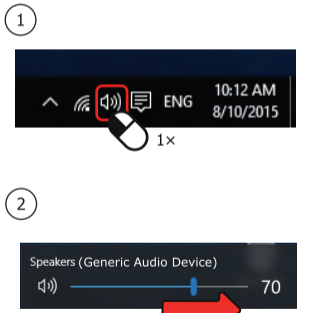 1
ENG
10:12 AM
8/10/2015
1×
2
Speakers (Generic Audio Device)
70